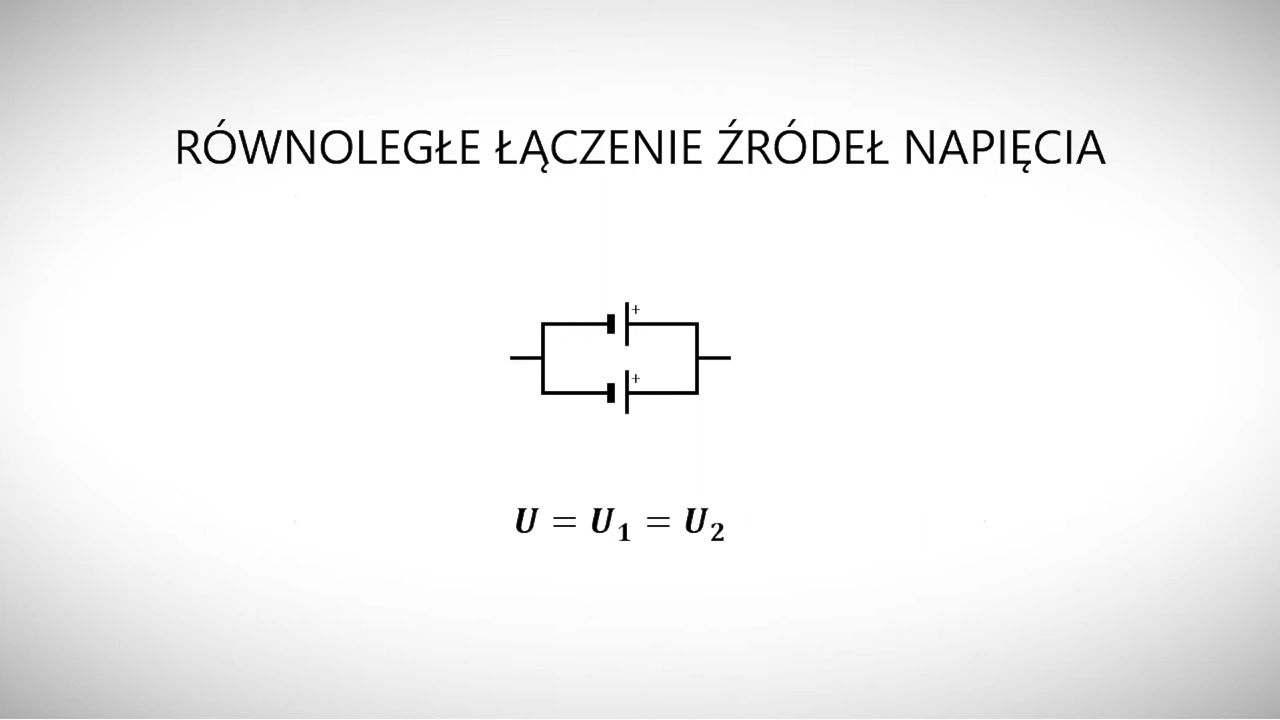 RÓWNOLEGŁE ŁĄCZENIE ŹRÓDEŁ NAPIĘCIA
+
+
U = U₁ = U₂